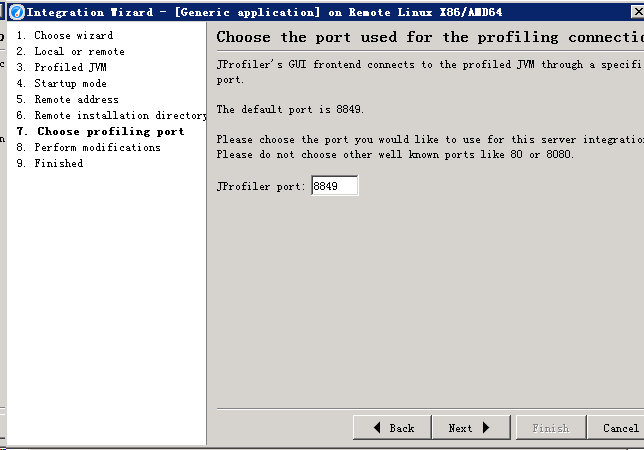 Integration Wizard - [Generic application] on Remote Linux X86/AMD64
1. Choose wizard
2. Local or remote
3. Profiled JVM
4. Startup mode
5. Remote address
6. Remote installation directory
7. Choose profiling port
8. Perform modifications
9. Finished
Choose the port used for the profiling connectio
JProfiler's GUI frontend connects to the profiled JVM through a specifi
port.
The default port is 8849.
Please choose the port you would like to use for this server integration
Please do not choose other well known ports like 80 or 8080.
JProfiler port: 8849
Back Next Finish Cancel